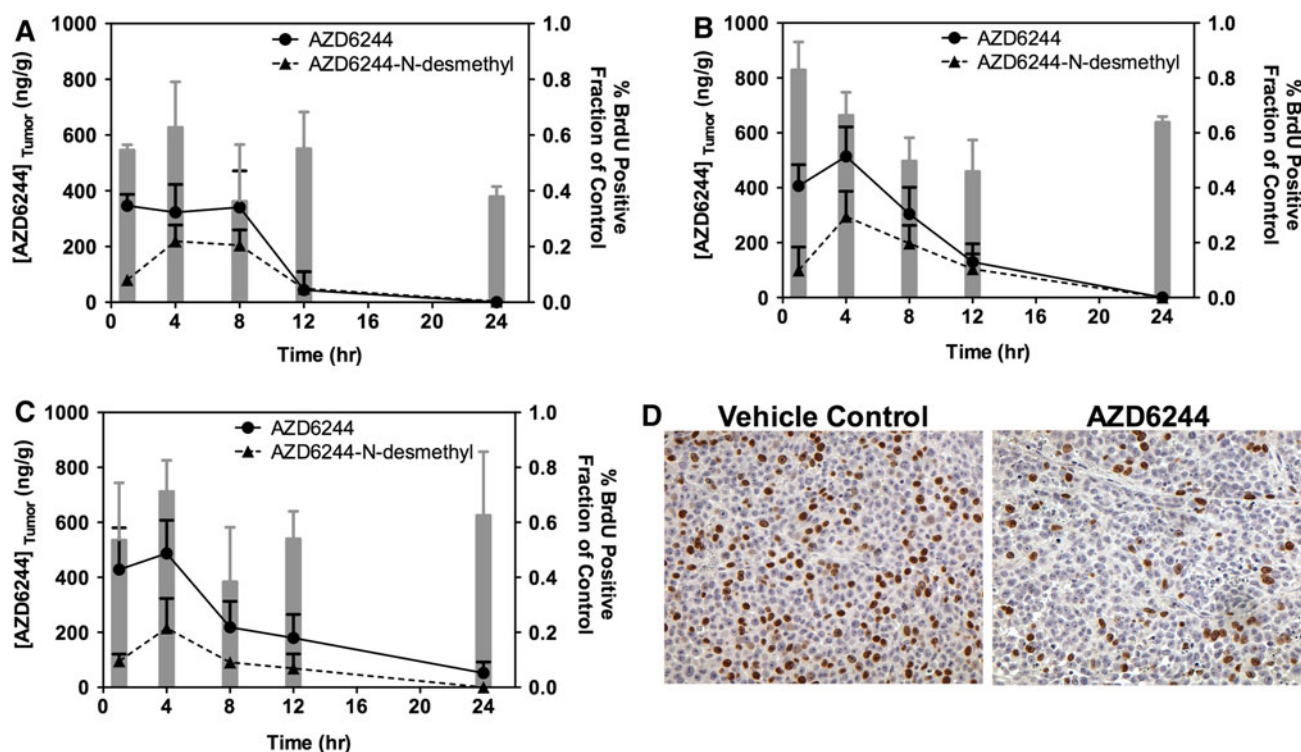 A
1000
800
600
400
200
0
[AZD6244] Tumor (ng/g)
AZD6244
AZD6244-N-desmethyl
1.0
0.8
0.6
0.4
0.2
0.0
% BrdU Positive
Fraction of Control
0 4 8 12 16 20 24
Time (hr)
B
1000
800
600
400
200
0
[AZD6244] Tumor (ng/g)
AZD6244
AZD6244-N-desmethyl
1.0
0.8
0.6
0.4
0.2
0.0
% BrdU Positive
Fraction of Control
0 4 8 12 16 20 24
Time (hr)
C
1000
800
600
400
200
0
[AZD6244] Tumor (ng/g)
AZD6244
AZD6244-N-desmethyl
1.0
0.8
0.6
0.4
0.2
0.0
% BrdU Positive
Fraction of Control
0 4 8 12 16 20 24
Time (hr)
D
Vehicle Control
AZD6244